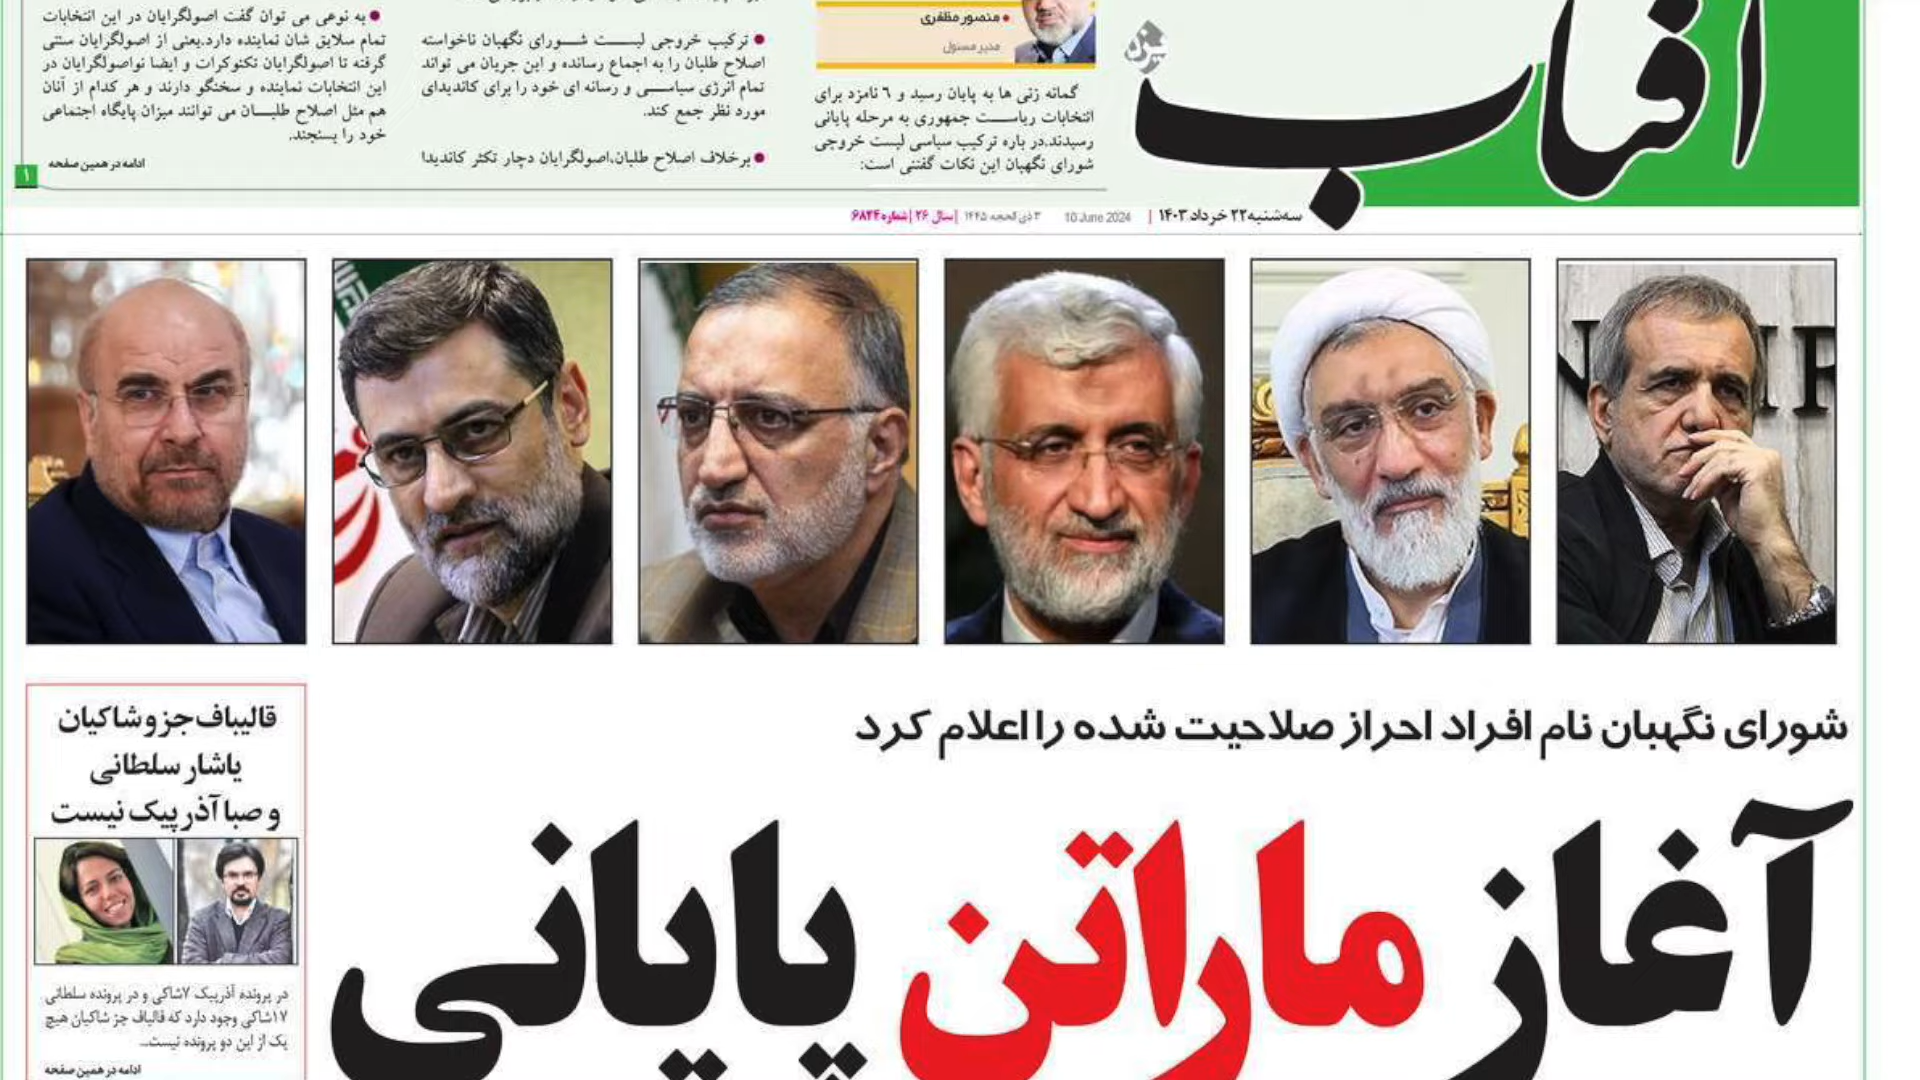 آفتاب
یزد
سه‌شنبه ۲۲ خرداد ۱۴۰۳ | 10 June 2024 ۳ ذی الحجه ۱۴۴۵ | سال ۲۶ | شماره ۶۸۲۴
• منصور مظفری
مدیر مسئول
گمانه زنی ها به پایان رسید و ۶ نامزد برای
انتخابات ریاست جمهوری به مرحله پایانی
رسیدند.در باره ترکیب سیاسی لیست خروجی
شورای نگهبان این نکات گفتنی است:
● ترکیب خروجی لیست شورای نگهبان ناخواسته
اصلاح طلبان را به اجماع رسانده و این جریان می تواند
تمام انرژی سیاسی و رسانه ای خود را برای کاندیدای
مورد نظر جمع کند.
● برخلاف اصلاح طلبان،اصولگرایان دچار تکثر کاندیدا
● به نوعی می توان گفت اصولگرایان در این انتخابات
تمام سلایق شان نماینده دارد.یعنی از اصولگرایان سنتی
گرفته تا اصولگرایان تکنوکرات و ایضا نواصولگرایان در
این انتخابات نماینده و سخنگو دارند و هر کدام از آنان
هم مثل اصلاح طلبان می توانند میزان پایگاه اجتماعی
خود را بسنجند.
ادامه در همین صفحه
۱
شورای نگهبان نام افراد احراز صلاحیت شده را اعلام کرد
آغاز ماراتن پایانی
قالیباف جزو شاکیان
یاشار سلطانی
و صبا آذرپیک نیست
در پرونده آذرپیک ۷شاکی و در پرونده سلطانی
۱۷شاکی وجود دارد که قالیاف جز شاکیان هیچ
یک از این دو پرونده نیست...
ادامه در همین صفحه